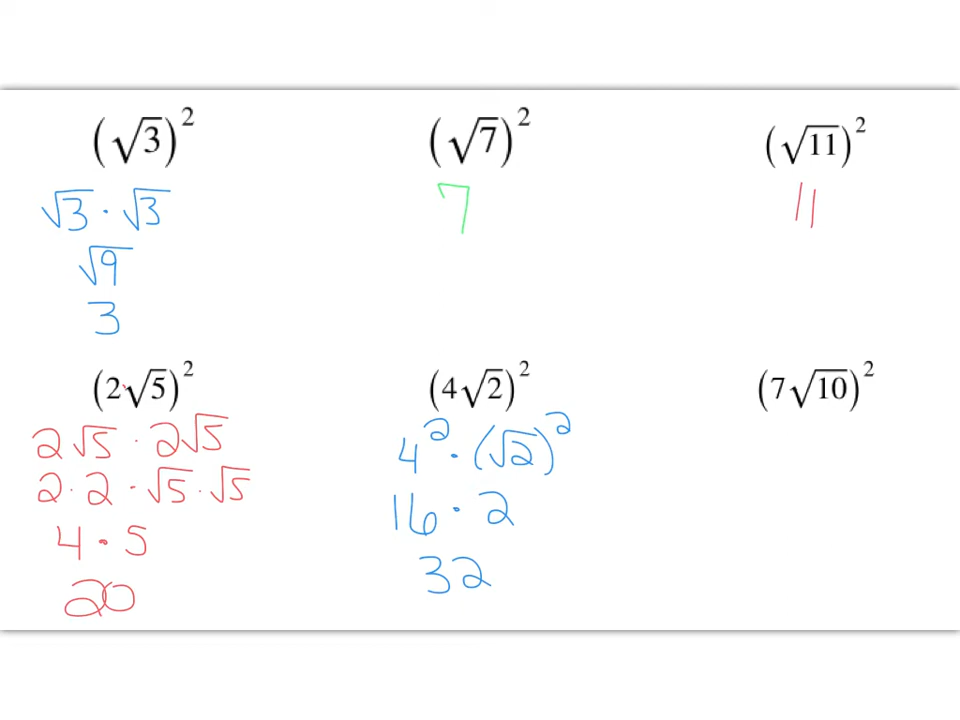 (√3)²
√3 · √3
√9
3
(√7)²
7
(√11)²
11
(2√5)²
2√5 · 2√5
2 · 2 · √5 · √5
4 · 5
20
(4√2)²
4² · (√2)²
16 · 2
32
(7√10)²